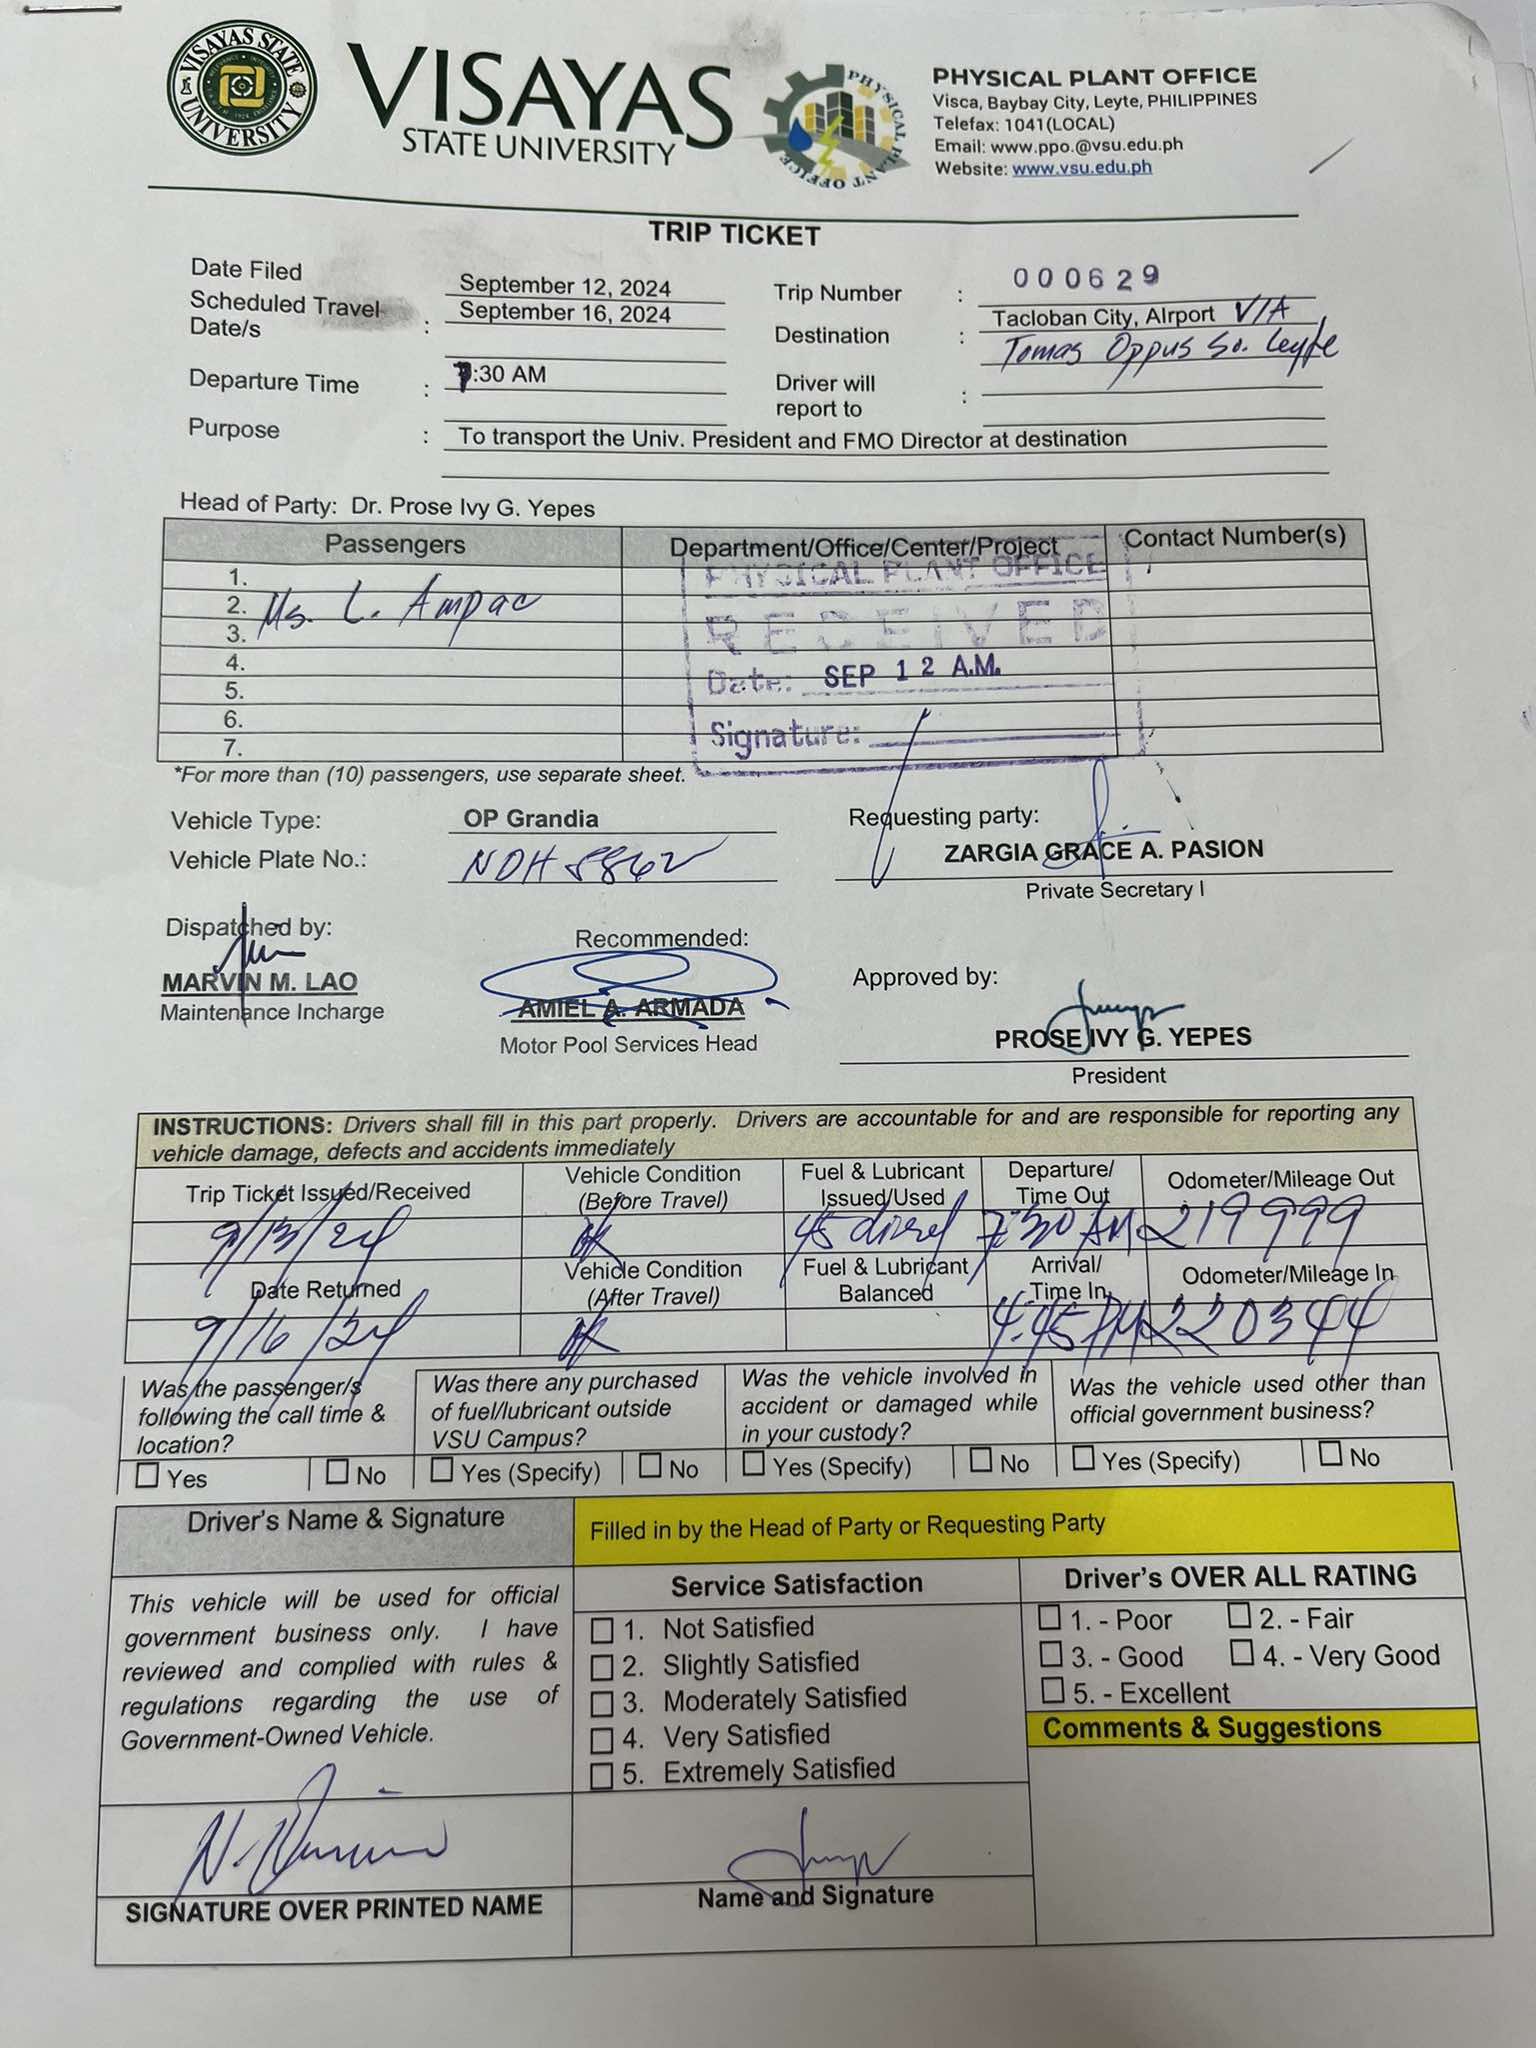 VISAYAS STATE UNIVERSITY
VISAYAS
STATE UNIVERSITY
PHYSICAL PLANT OFFICE
PHYSICAL PLANT OFFICE
Visca, Baybay City, Leyte, PHILIPPINES
Telefax: 1041(LOCAL)
Email: www.ppo.@vsu.edu.ph
Website: www.vsu.edu.ph
TRIP TICKET
Date Filed September 12, 2024 Trip Number : 000629
Scheduled Travel Date/s : September 16, 2024 Destination : Tacloban City, AIrport VIA
Tomas Oppus So. Leyte
Departure Time : 7:30 AM Driver will report to :
Purpose : To transport the Univ. President and FMO Director at destination
Head of Party: Dr. Prose Ivy G. Yepes
Passengers Department/Office/Center/Project Contact Number(s)
1.
2. Ms. L. Ampac
3.
4.
5.
6.
7.
PHYSICAL PLANT OFFICE
RECEIVED
Date: SEP 12 A.M.
Signature:
*For more than (10) passengers, use separate sheet.
Vehicle Type: OP Grandia Requesting party:
Vehicle Plate No.: NDH 8862 ZARGIA GRACE A. PASION
Private Secretary I
Dispatched by: Recommended: Approved by:
MARVIN M. LAO AMIEL A. ARMADA PROSE IVY G. YEPES
Maintenance Incharge Motor Pool Services Head President
INSTRUCTIONS: Drivers shall fill in this part properly. Drivers are accountable for and are responsible for reporting any
vehicle damage, defects and accidents immediately
Trip Ticket Issued/Received Vehicle Condition (Before Travel) Fuel & Lubricant Issued/Used Departure/ Time Out Odometer/Mileage Out
9/13/24 OK 45 diesel 7:30 AM 219999
Date Returned Vehicle Condition (After Travel) Fuel & Lubricant Balanced Arrival/ Time In Odometer/Mileage In
9/16/24 OK 4:45 PM 220344
Was the passenger/s following the call time & location? Was there any purchased of fuel/lubricant outside VSU Campus? Was the vehicle involved in accident or damaged while in your custody? Was the vehicle used other than official government business?
Yes No Yes (Specify) No Yes (Specify) No Yes (Specify) No
Driver's Name & Signature Filled in by the Head of Party or Requesting Party
This vehicle will be used for official
government business only. I have
reviewed and complied with rules &
regulations regarding the use of
Government-Owned Vehicle.
Service Satisfaction
1. Not Satisfied
2. Slightly Satisfied
3. Moderately Satisfied
4. Very Satisfied
5. Extremely Satisfied
Driver's OVER ALL RATING
1. - Poor 2. - Fair
3. - Good 4. - Very Good
5. - Excellent
Comments & Suggestions
SIGNATURE OVER PRINTED NAME Name and Signature